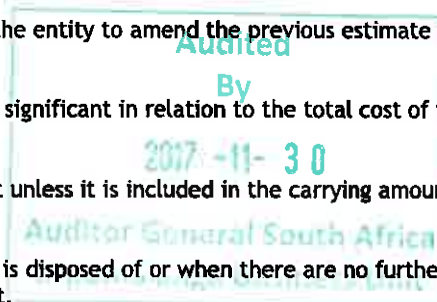 he entity to amend the previous estimate
Audited
By
significant in relation to the total cost of
2017 -11- 30
unless it is included in the carrying amou
Auditor General South Africa
is disposed of or when there are no furthe
t.